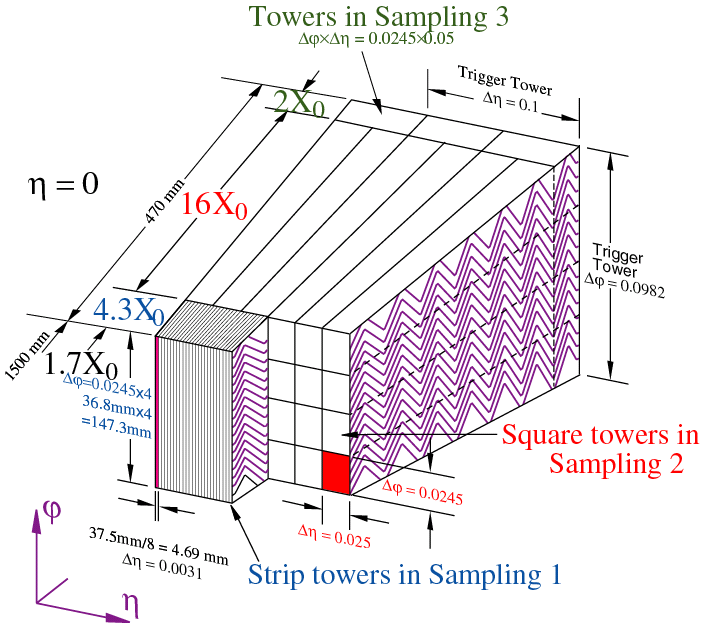 Towers in Sampling 3
Δφ×Δη = 0.0245×0.05
Trigger Tower
Δη = 0.1
2X0
η = 0
470 mm
16X0
Trigger
Tower
Δφ = 0.0982
4.3X0
1500 mm
1.7X0
Δφ=0.0245x4
36.8mmx4
=147.3mm
Square towers in
Sampling 2
Δφ = 0.0245
Δη = 0.025
37.5mm/8 = 4.69 mm
Δη = 0.0031
Strip towers in Sampling 1
φ
η